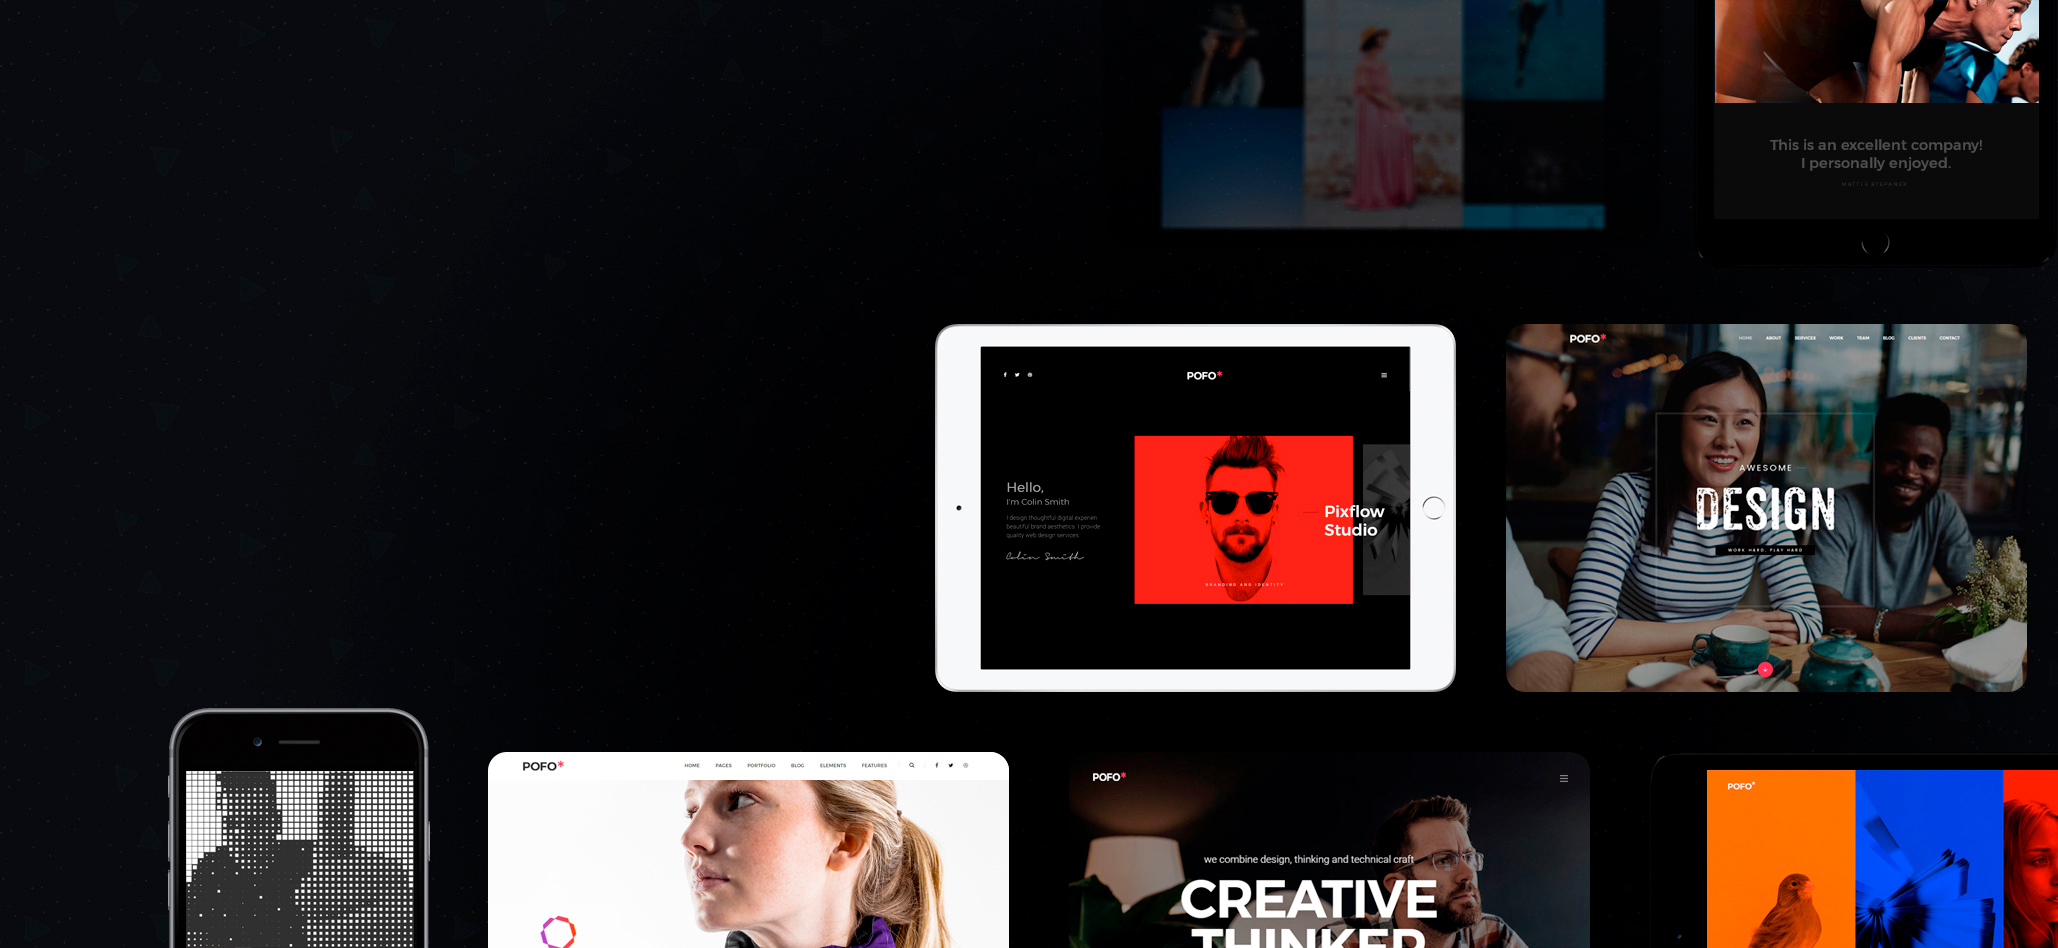 This is an excellent company!
I personally enjoyed.
POFO*
Hello,
I'm Colin Smith
I design thoughtful digital experien
beautiful brand aesthetics. I provide
quality web design services.
Colin Smith
Pixflow
Studio
BRANDING AND IDENTITY
POFO*
HOME ABOUT SERVICES WORK TEAM BLOG CLIENTS CONTACT
AWESOME
DESIGN
WORK HARD, PLAY HARD
POFO*
HOME PAGES PORTFOLIO BLOG ELEMENTS FEATURES
POFO*
we combine design, thinking and technical craft
CREATIVE
THINKER
POFO*